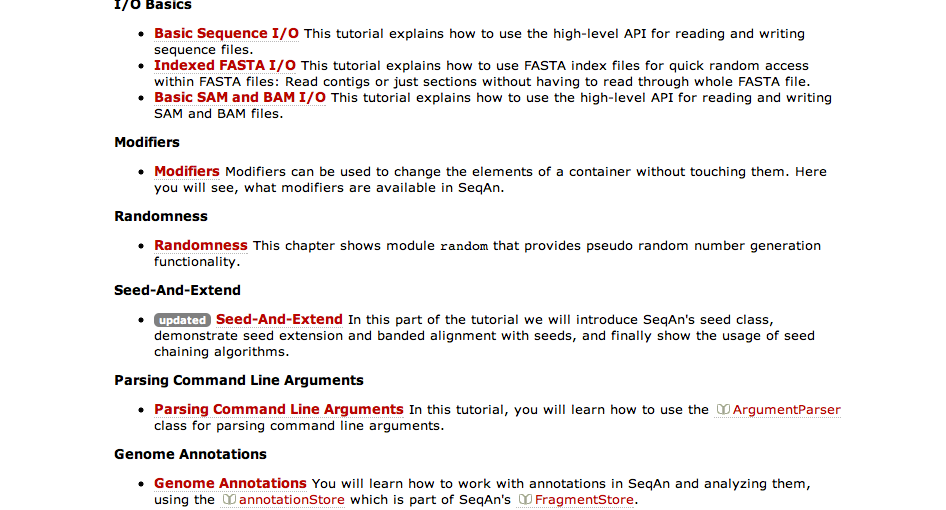 I/O Basics
Basic Sequence I/O This tutorial explains how to use the high-level API for reading and writing
sequence files.
Indexed FASTA I/O This tutorial explains how to use FASTA index files for quick random access
within FASTA files: Read contigs or just sections without having to read through whole FASTA file.
Basic SAM and BAM I/O This tutorial explains how to use the high-level API for reading and writing
SAM and BAM files.
Modifiers
Modifiers Modifiers can be used to change the elements of a container without touching them. Here
you will see, what modifiers are available in SeqAn.
Randomness
Randomness This chapter shows module random that provides pseudo random number generation
functionality.
Seed-And-Extend
updated Seed-And-Extend In this part of the tutorial we will introduce SeqAn's seed class,
demonstrate seed extension and banded alignment with seeds, and finally show the usage of seed
chaining algorithms.
Parsing Command Line Arguments
Parsing Command Line Arguments In this tutorial, you will learn how to use the ArgumentParser
class for parsing command line arguments.
Genome Annotations
Genome Annotations You will learn how to work with annotations in SeqAn and analyzing them,
using the annotationStore which is part of SeqAn's FragmentStore.